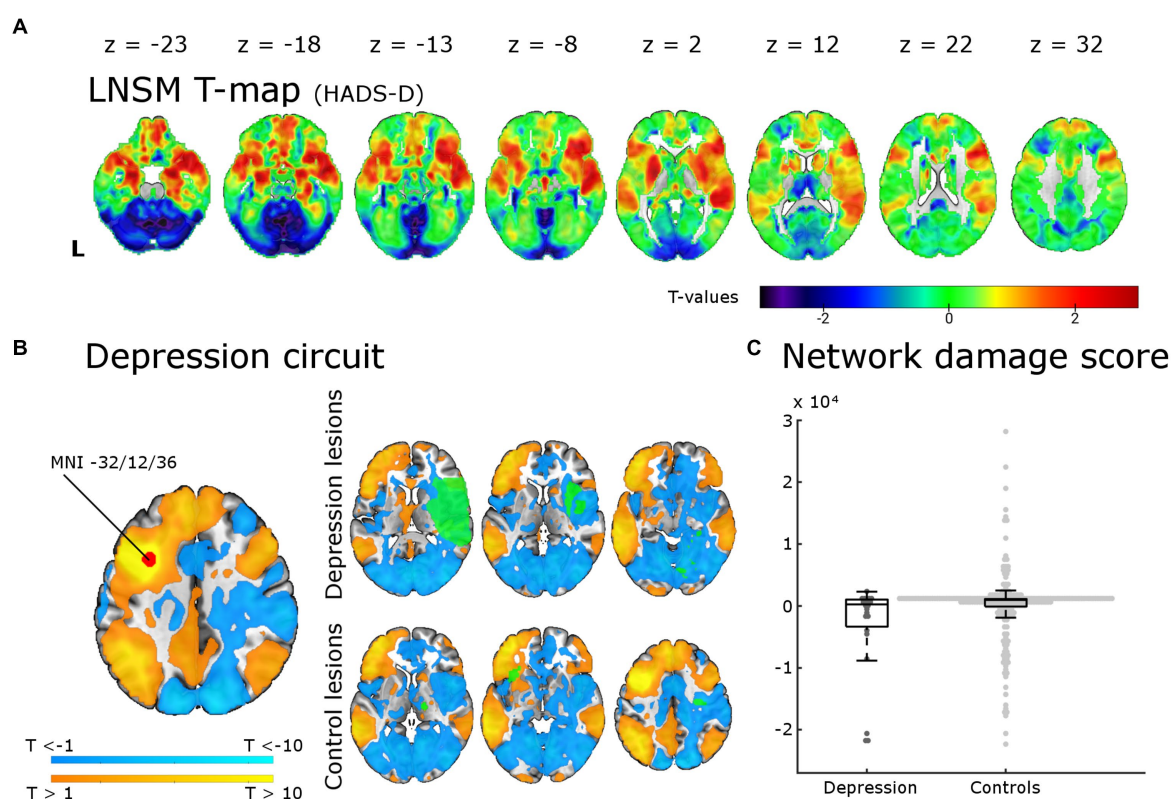 A
z = -23 z = -18 z = -13 z = -8 z = 2 z = 12 z = 22 z = 32
LNSM T-map (HADS-D)
L
T-values
-2 0 2
B Depression circuit
MNI -32/12/36
T <-1 T <-10
T > 1 T > 10
Depression lesions
Control lesions
C Network damage score
x 10⁴
3
2
1
0
-1
-2
Depression Controls